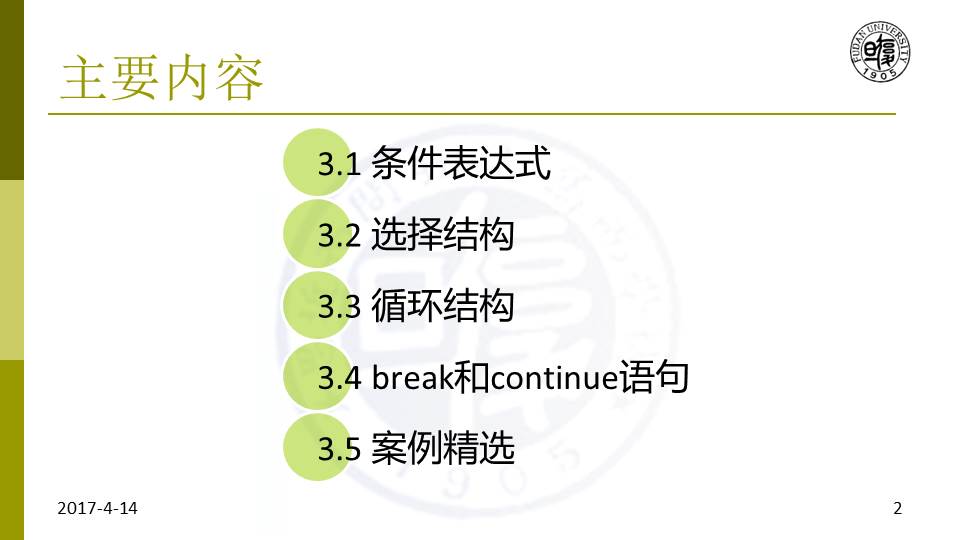 主要内容
FUDAN UNIVERSITY
1905
3.1 条件表达式
3.2 选择结构
3.3 循环结构
3.4 break和continue语句
3.5 案例精选
2017-4-14
2